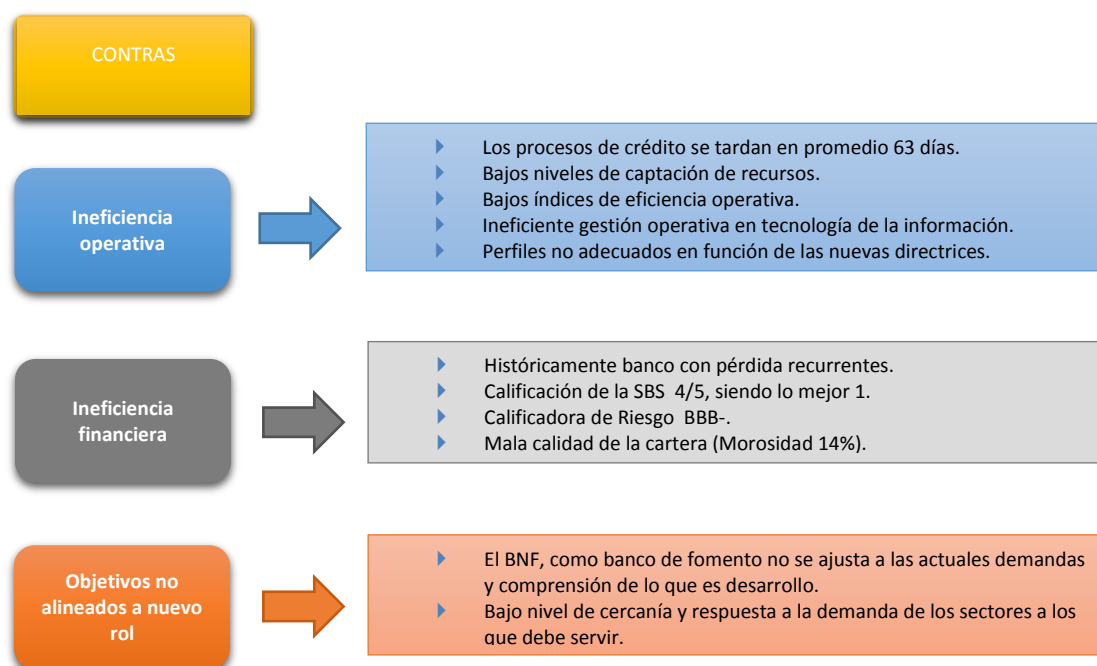 CONTRAS
Ineficiencia
operativa
Los procesos de crédito se tardan en promedio 63 días.
Bajos niveles de captación de recursos.
Bajos índices de eficiencia operativa.
Ineficiente gestión operativa en tecnología de la información.
Perfiles no adecuados en función de las nuevas directrices.
Ineficiencia
financiera
Históricamente banco con pérdida recurrentes.
Calificación de la SBS 4/5, siendo lo mejor 1.
Calificadora de Riesgo BBB-.
Mala calidad de la cartera (Morosidad 14%).
Objetivos no
alineados a nuevo
rol
El BNF, como banco de fomento no se ajusta a las actuales demandas
y comprensión de lo que es desarrollo.
Bajo nivel de cercanía y respuesta a la demanda de los sectores a los
que debe servir.